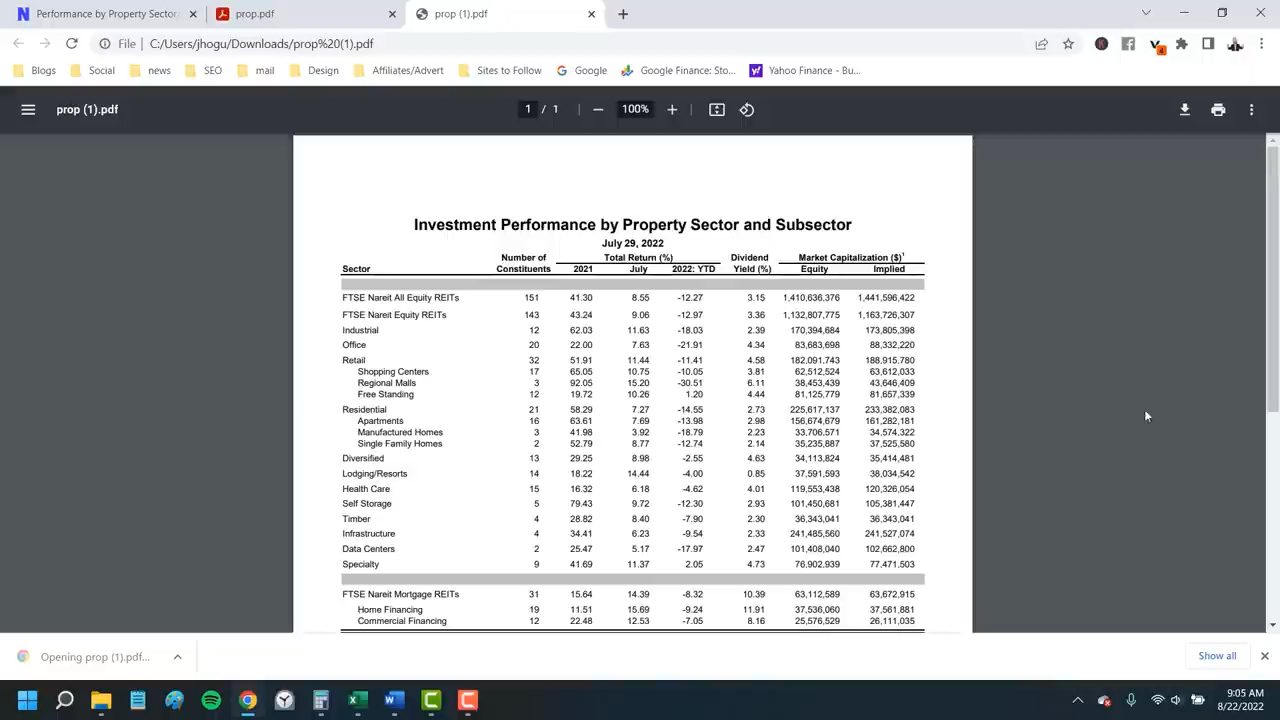 Performance by Property Sector
prop.pdf
prop (1).pdf
File C:/Users/jhogu/Downloads/prop%20(1).pdf
4
Blogs Social news SEO mail Design Affiliates/Advert Sites to Follow Google Google Finance: Sto... Yahoo Finance - Bu...
prop (1).pdf 1 / 1 100%
Investment Performance by Property Sector and Subsector
July 29, 2022
Number of Total Return (%) Dividend Market Capitalization ($)1
Sector Constituents 2021 July 2022: YTD Yield (%) Equity Implied
FTSE Nareit All Equity REITs 151 41.30 8.55 -12.27 3.15 1,410,636,376 1,441,596,422
FTSE Nareit Equity REITs 143 43.24 9.06 -12.97 3.36 1,132,807,775 1,163,726,307
Industrial 12 62.03 11.63 -18.03 2.39 170,394,684 173,805,398
Office 20 22.00 7.63 -21.91 4.34 83,683,698 88,332,220
Retail 32 51.91 11.44 -11.41 4.58 182,091,743 188,915,780
Shopping Centers 17 65.05 10.75 -10.05 3.81 62,512,524 63,612,033
Regional Malls 3 92.05 15.20 -30.51 6.11 38,453,439 43,646,409
Free Standing 12 19.72 10.26 1.20 4.44 81,125,779 81,657,339
Residential 21 58.29 7.27 -14.55 2.73 225,617,137 233,382,083
Apartments 16 63.61 7.69 -13.98 2.98 156,674,679 161,282,181
Manufactured Homes 3 41.98 3.92 -18.79 2.23 33,706,571 34,574,322
Single Family Homes 2 52.79 8.77 -12.74 2.14 35,235,887 37,525,580
Diversified 13 29.25 8.98 -2.55 4.63 34,113,824 35,414,481
Lodging/Resorts 14 18.22 14.44 -4.00 0.85 37,591,593 38,034,542
Health Care 15 16.32 6.18 -4.62 4.01 119,553,438 120,326,054
Self Storage 5 79.43 9.72 -12.30 2.93 101,450,681 105,381,447
Timber 4 28.82 8.40 -7.90 2.30 36,343,041 36,343,041
Infrastructure 4 34.41 6.23 -9.54 2.33 241,485,560 241,527,074
Data Centers 2 25.47 5.17 -17.97 2.47 101,408,040 102,662,800
Specialty 9 41.69 11.37 2.05 4.73 76,902,939 77,471,503
FTSE Nareit Mortgage REITs 31 15.64 14.39 -8.32 10.39 63,112,589 63,672,915
Home Financing 19 11.51 15.69 -9.24 11.91 37,536,060 37,561,881
Commercial Financing 12 22.48 12.53 -7.05 8.16 25,576,529 26,111,035
Opening prop (1).pdf...
Show all
9:05 AM
8/22/2022